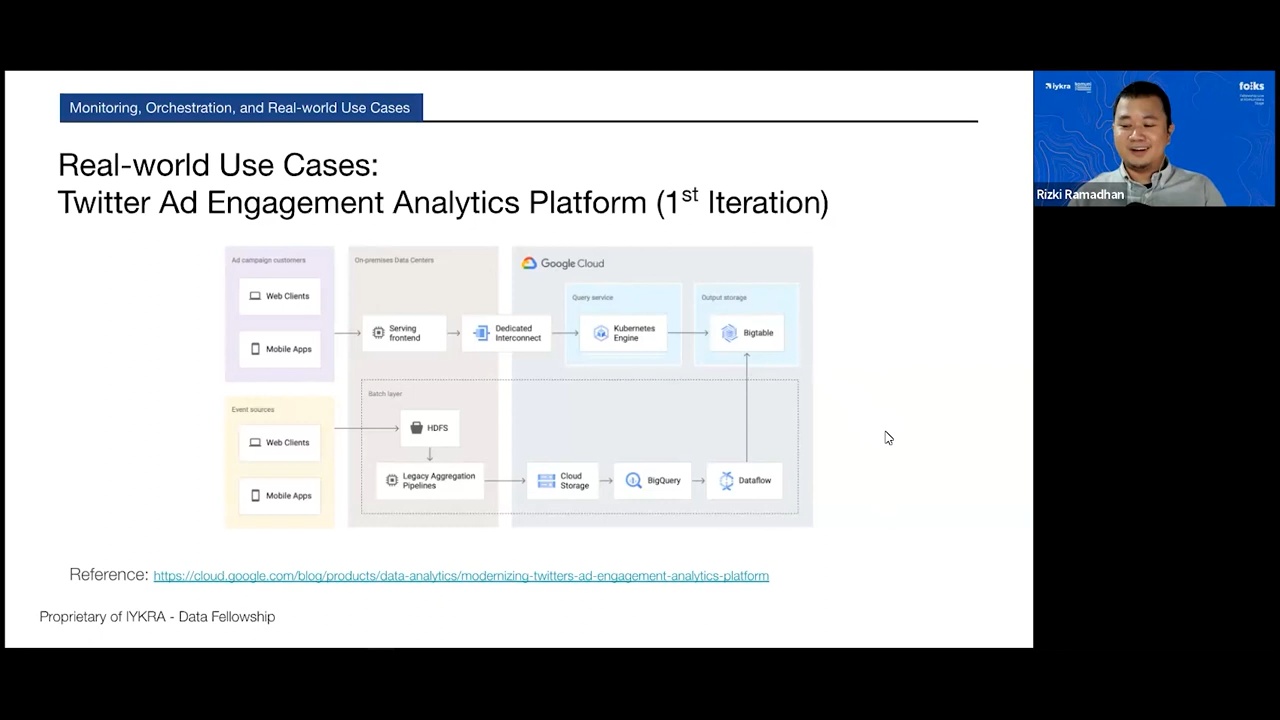 Monitoring, Orchestration, and Real-world Use Cases
Real-world Use Cases:
Twitter Ad Engagement Analytics Platform (1st Iteration)
Ad campaign customers
Web Clients
Mobile Apps
Event sources
Web Clients
Mobile Apps
On-premises Data Centers
Serving
frontend
Dedicated
Interconnect
Google Cloud
Query service
Kubernetes
Engine
Output storage
Bigtable
Batch layer
HDFS
Legacy Aggregation
Pipelines
Cloud
Storage
BigQuery
Dataflow
Reference: https://cloud.google.com/blog/products/data-analytics/modernizing-twitters-ad-engagement-analytics-platform
Proprietary of IYKRA - Data Fellowship
iykra
fo:ks
Rizki Ramadhan